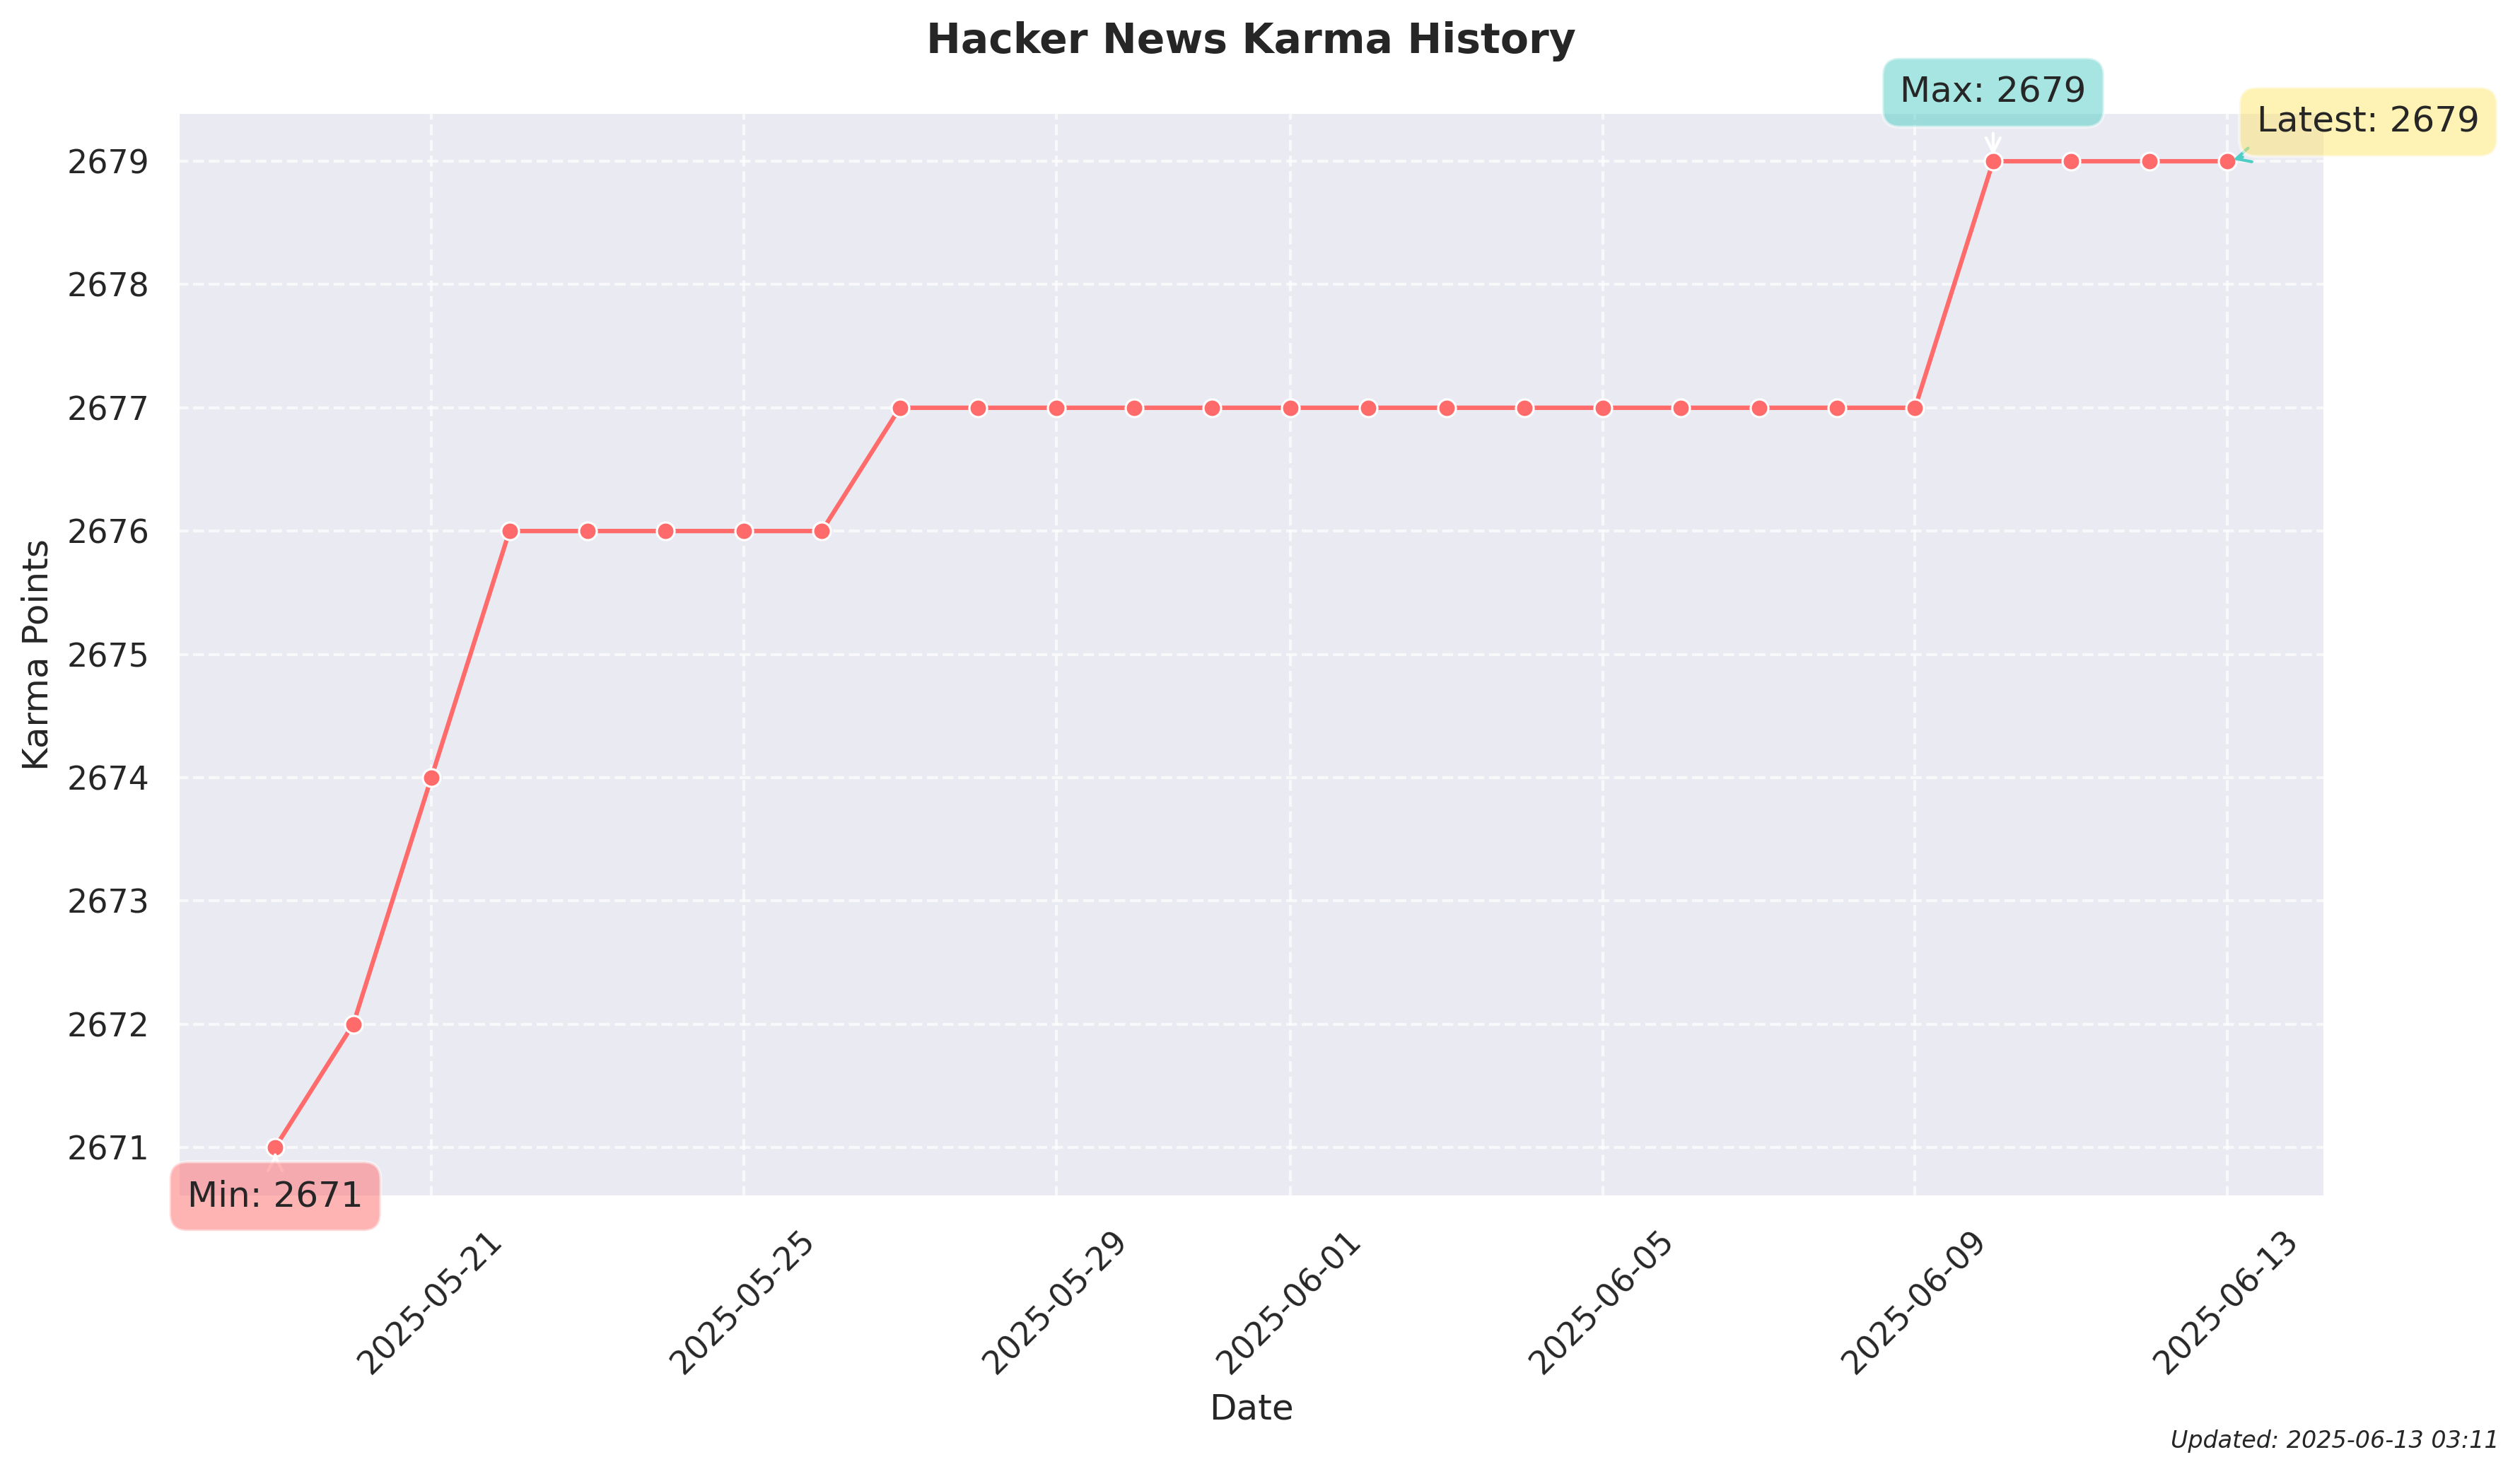 Hacker News Karma History
Max: 2679
Latest: 2679
2679
2678
2677
2676
2675
2674
2673
2672
2671
Karma Points
Min: 2671
2025-05-21
2025-05-25
2025-05-29
2025-06-01
2025-06-05
2025-06-09
2025-06-13
Date
Updated: 2025-06-13 03:11